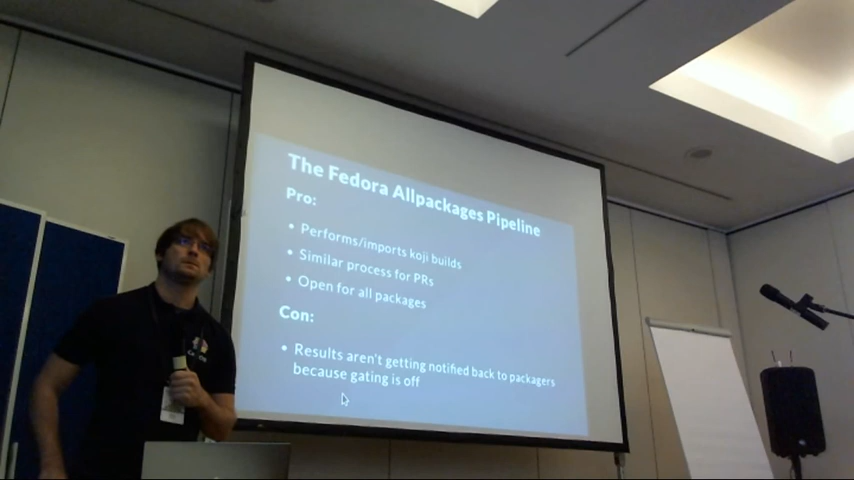 The Fedora Allpackages Pipeline
Pro:
• Performs/imports koji builds
• Similar process for PRs
• Open for all packages
Con:
• Results aren't getting notified back to packagers
because gating is off